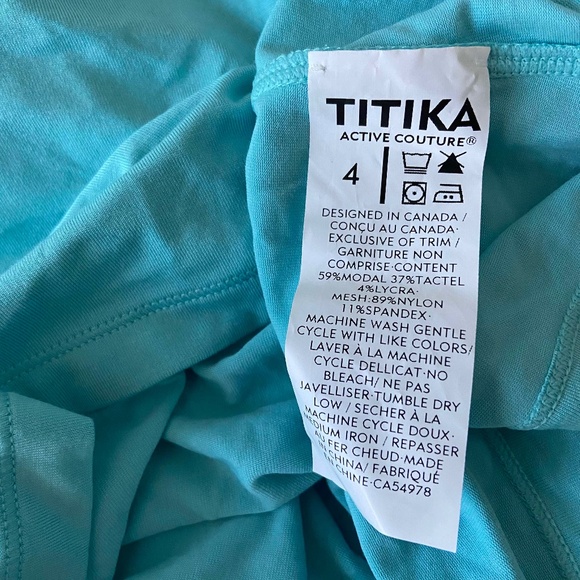 TITIKA
ACTIVE COUTURE®
4
DESIGNED IN CANADA /
CONÇU AU CANADA·
EXCLUSIVE OF TRIM /
GARNITURE NON
COMPRISE·CONTENT
59%MODAL 37%TACTEL
4%LYCRA·
MESH:89%NYLON
11%SPANDEX·
MACHINE WASH GENTLE
CYCLE WITH LIKE COLORS/
LAVER À LA MACHINE
CYCLE DELLICAT·NO
BLEACH/ NE PAS
JAVELLISER·TUMBLE DRY
LOW / SECHER À LA
MACHINE CYCLE DOUX·
MEDIUM IRON / REPASSER
AU FER CHEUD·MADE
IN CHINA/ FABRIQUÉ
EN CHINE·CA54978